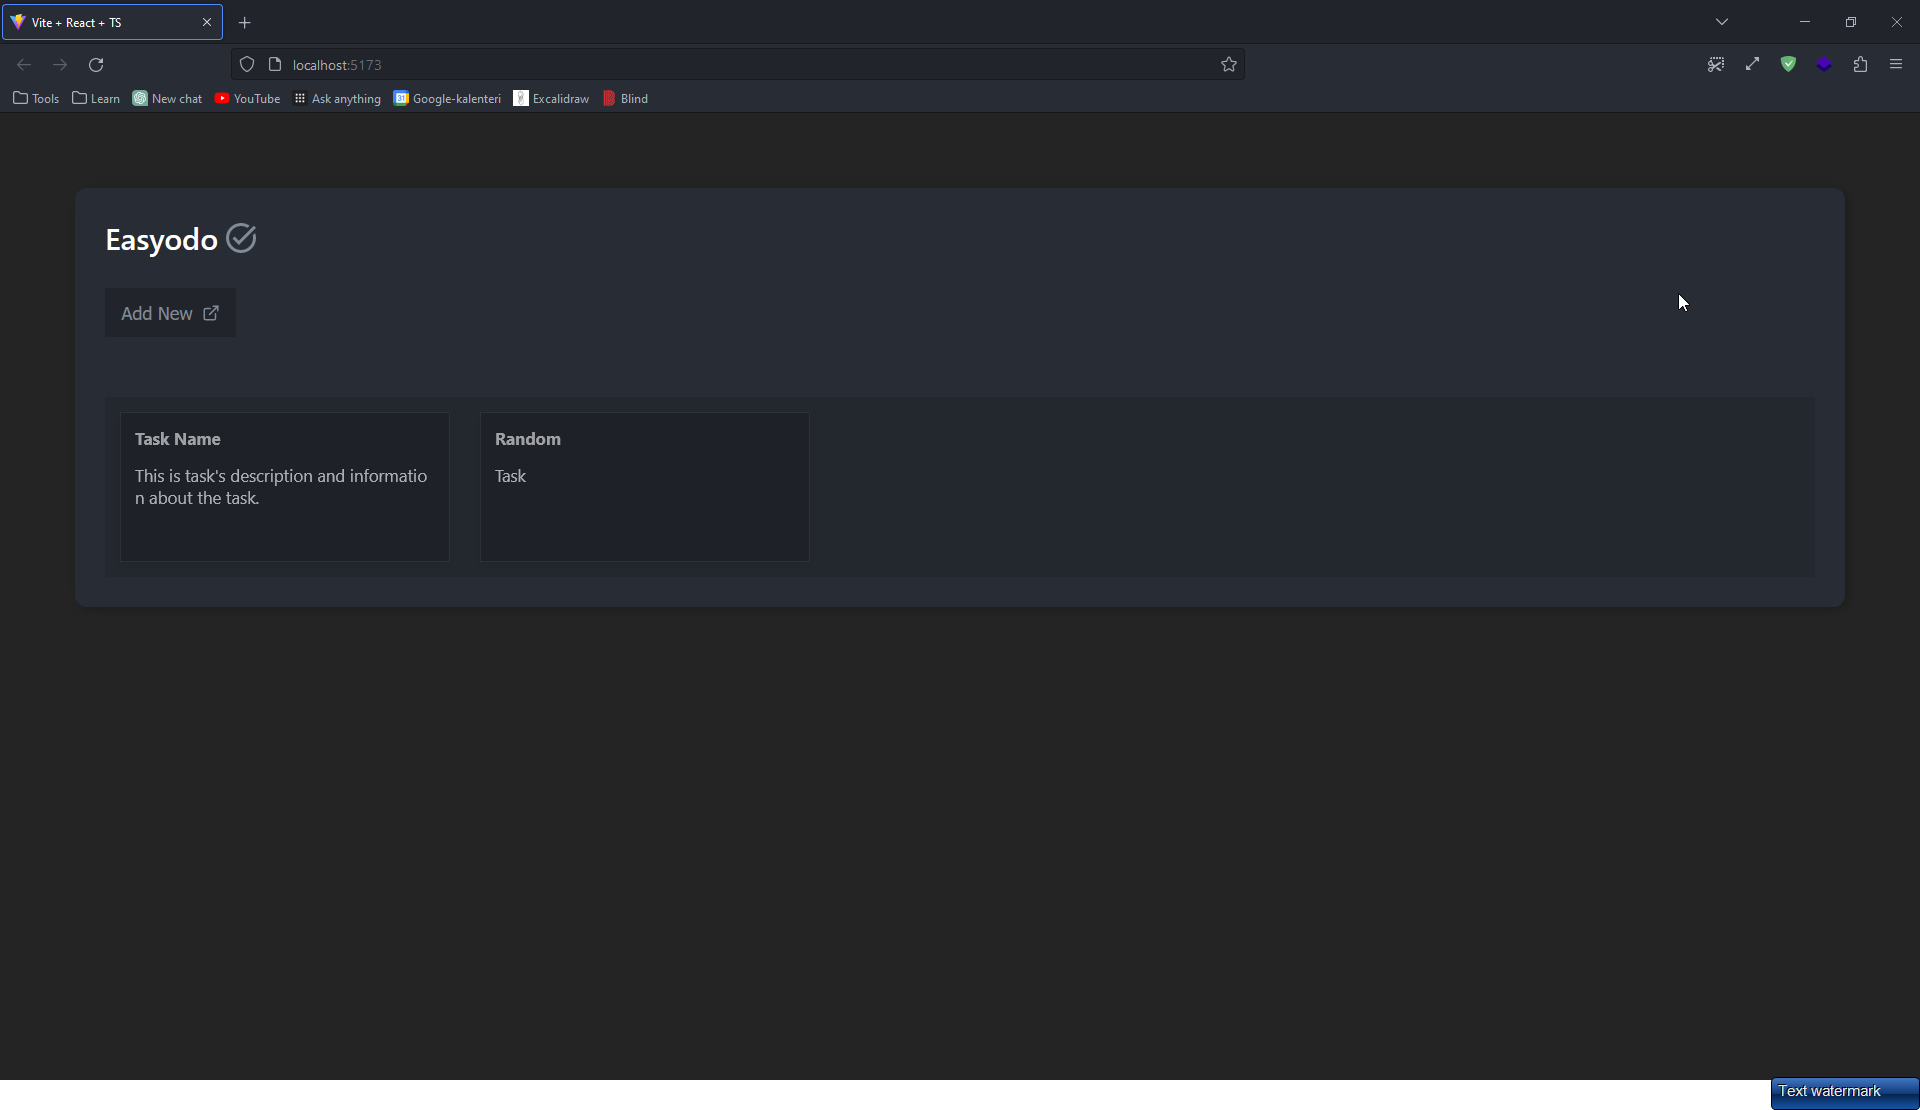 Vite + React + TS
localhost:5173
Tools Learn New chat YouTube Ask anything Google-kalenteri Excalidraw Blind
Easyodo
Add New
Task Name
This is task's description and informatio
n about the task.
Random
Task
Text watermark